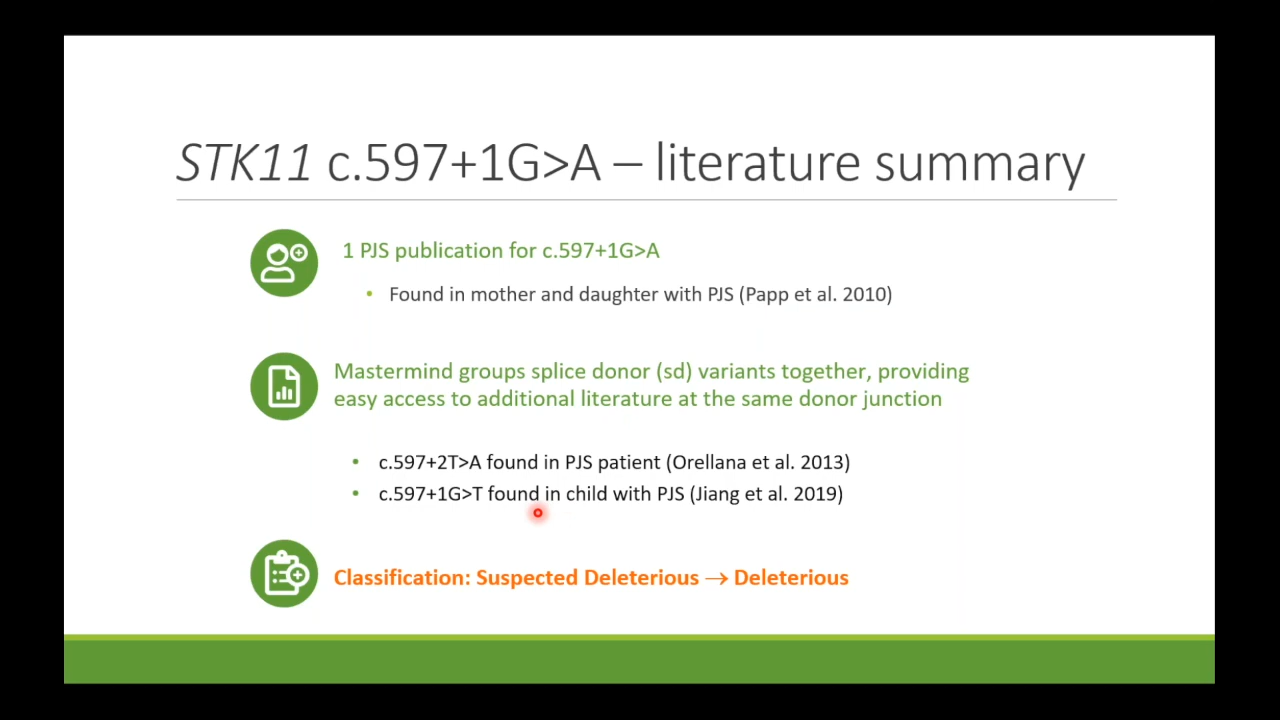 STK11 c.597+1G>A – literature summary
1 PJS publication for c.597+1G>A
• Found in mother and daughter with PJS (Papp et al. 2010)
Mastermind groups splice donor (sd) variants together, providing
easy access to additional literature at the same donor junction
• c.597+2T>A found in PJS patient (Orellana et al. 2013)
• c.597+1G>T found in child with PJS (Jiang et al. 2019)
Classification: Suspected Deleterious → Deleterious